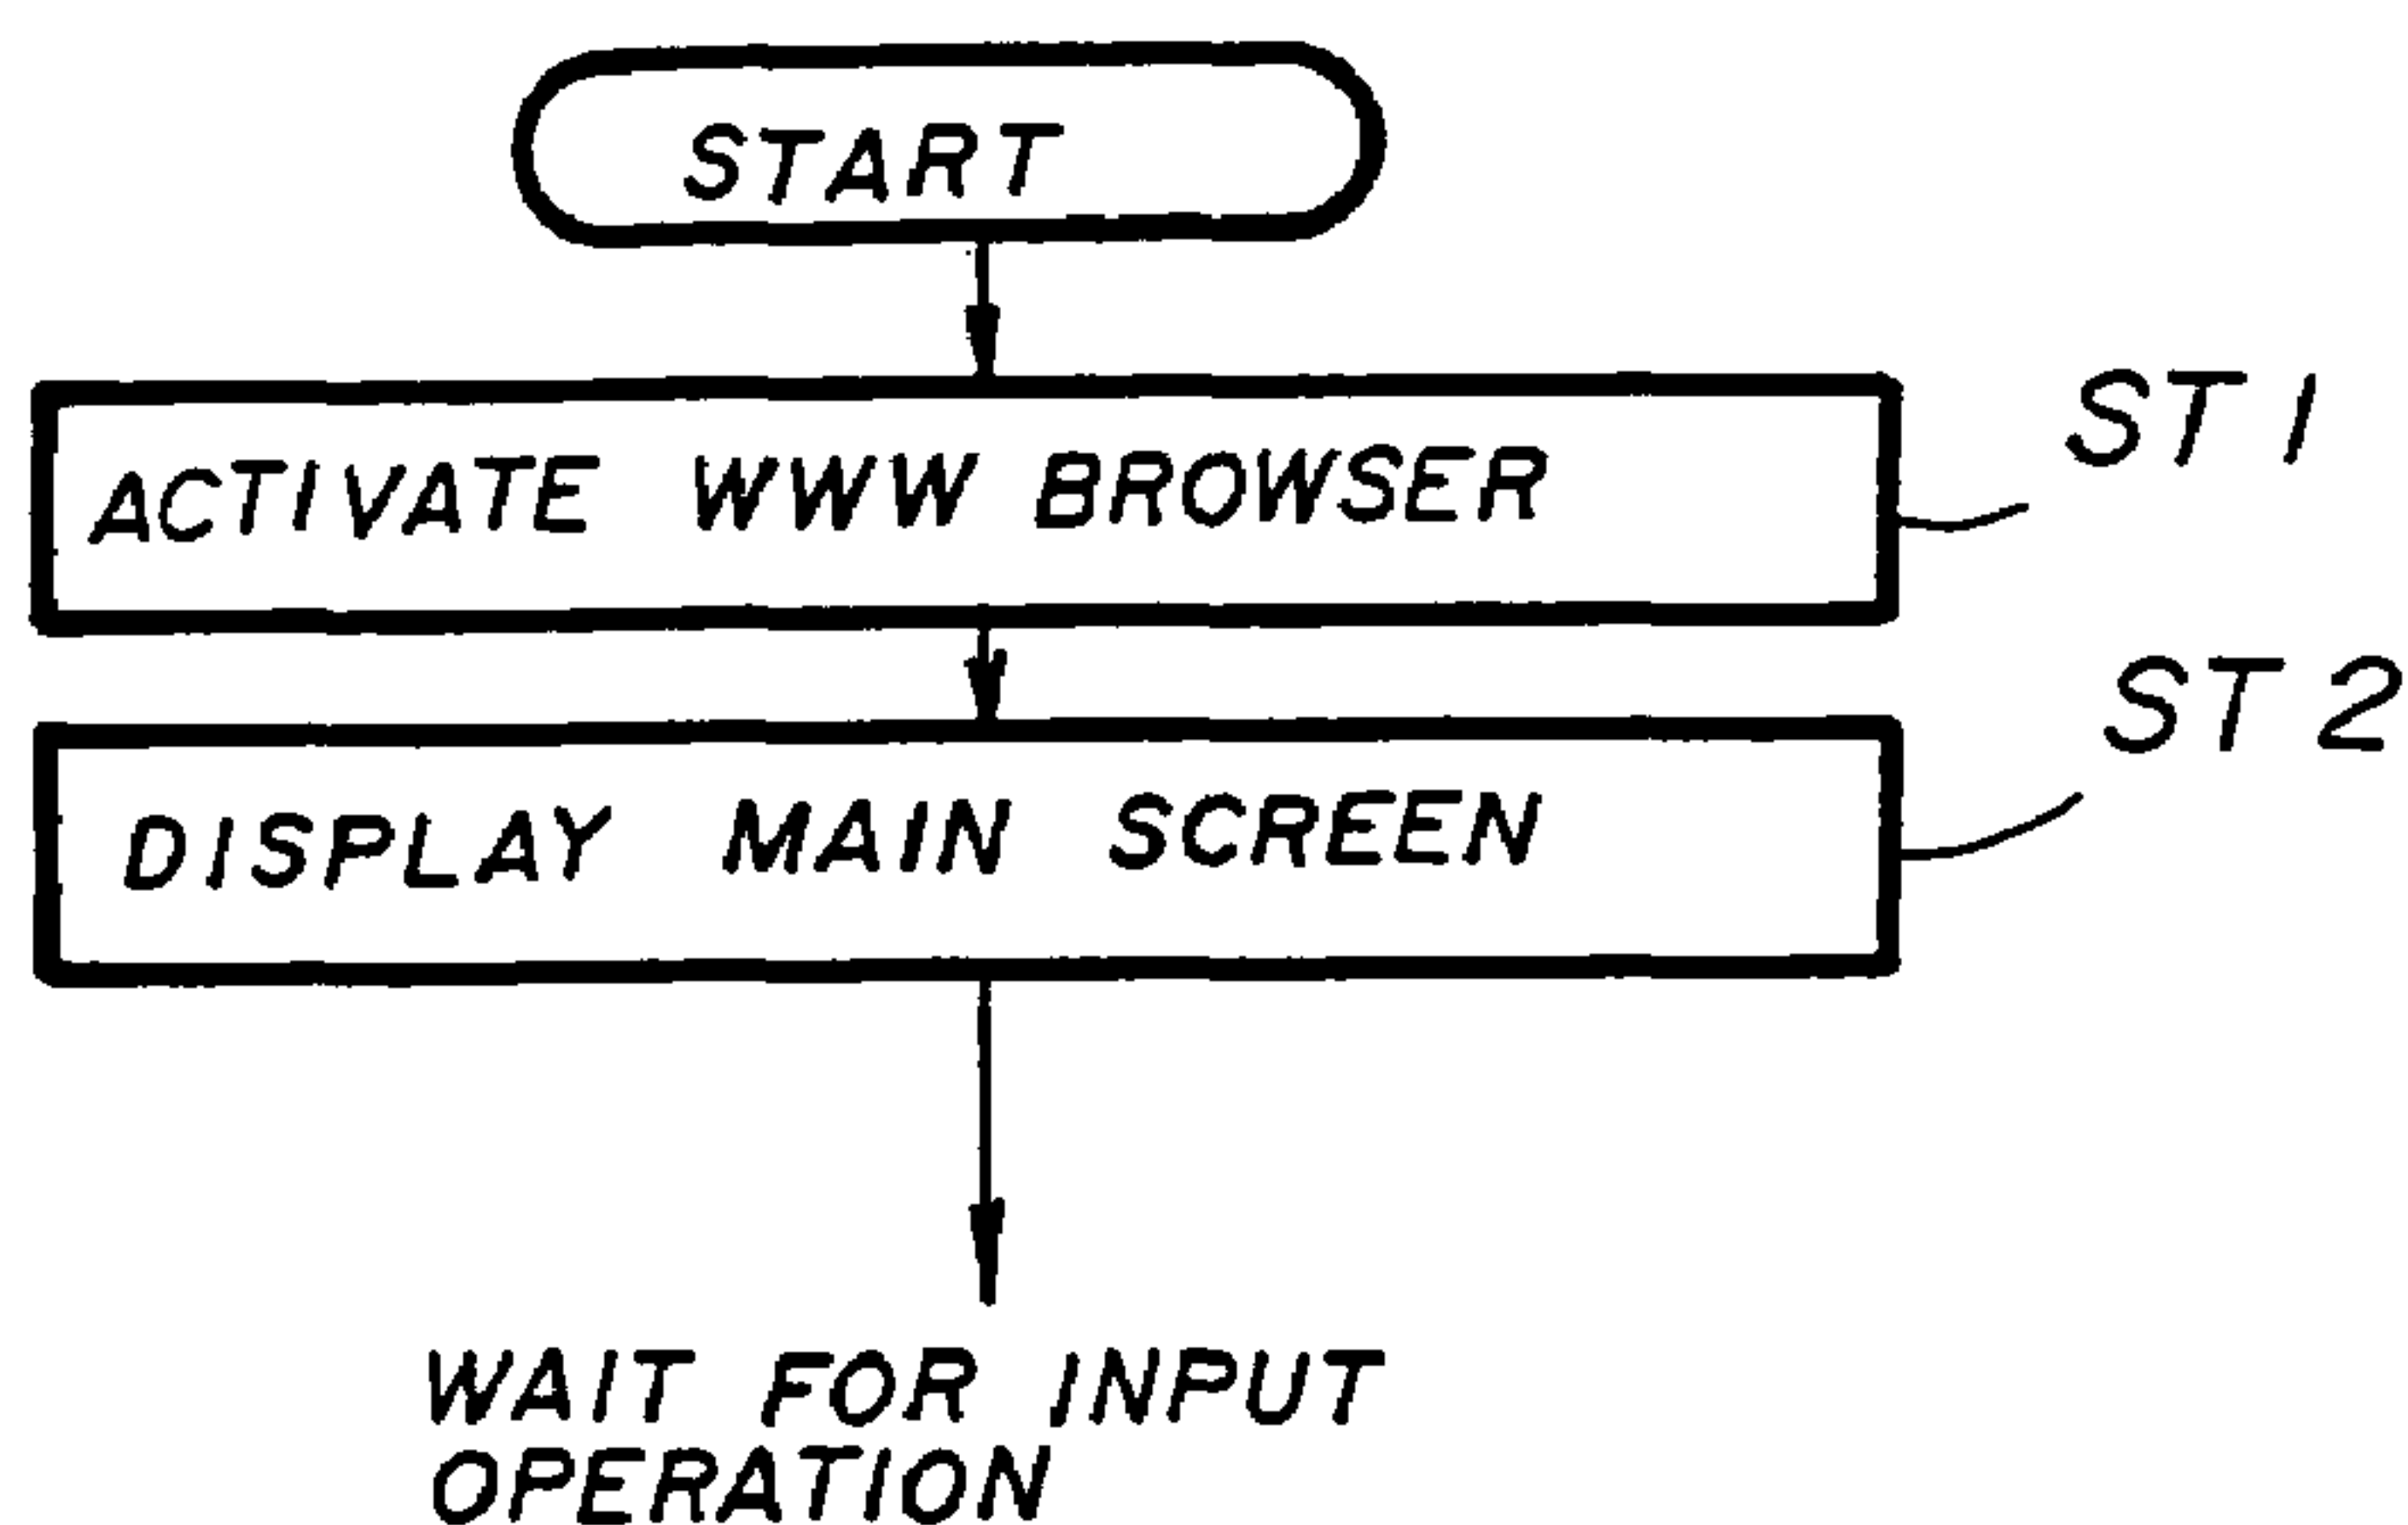 START
ACTIVATE WWW BROWSER
ST1
DISPLAY MAIN SCREEN
ST2
WAIT FOR INPUT
OPERATION